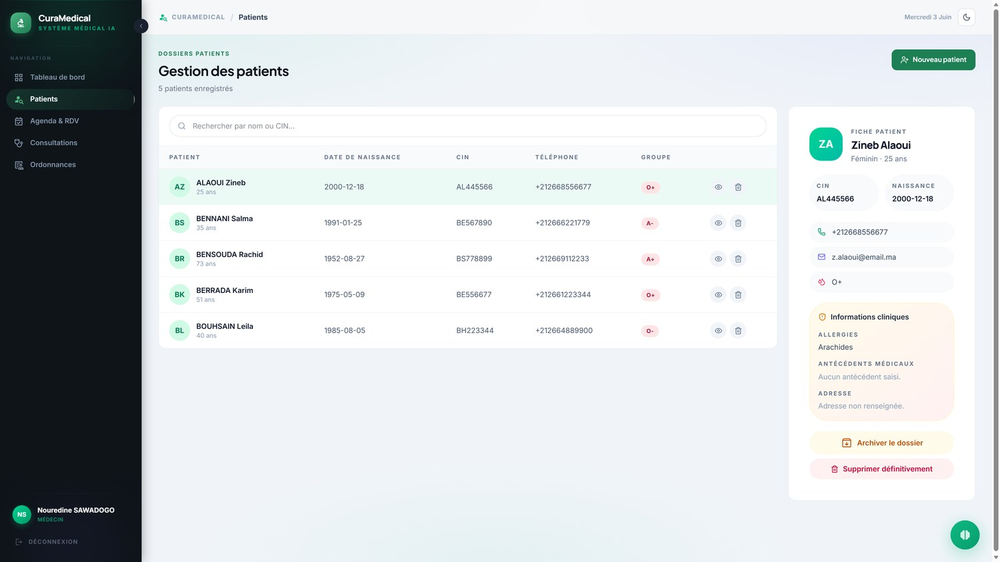 CuraMedical
SYSTÈME MÉDICAL IA
NAVIGATION
Tableau de bord
Patients
Agenda & RDV
Consultations
Ordonnances
NS
Nouredine SAWADOGO
MÉDECIN
DÉCONNEXION
CURAMEDICAL / Patients
Mercredi 3 Juin
DOSSIERS PATIENTS
Gestion des patients
5 patients enregistrés
Nouveau patient
Rechercher par nom ou CIN...
PATIENT DATE DE NAISSANCE CIN TÉLÉPHONE GROUPE
AZ ALAOUI Zineb 2000-12-18 AL445566 +212668556677 O+
25 ans
BS BENNANI Salma 1991-01-25 BE567890 +212666221779 A-
35 ans
BR BENSOUDA Rachid 1952-08-27 BS778899 +212669112233 A+
73 ans
BK BERRADA Karim 1975-05-09 BE556677 +212661223344 O+
51 ans
BL BOUHSAIN Leila 1985-08-05 BH223344 +212664889900 O-
40 ans
ZA
FICHE PATIENT
Zineb Alaoui
Féminin · 25 ans
CIN
AL445566
NAISSANCE
2000-12-18
+212668556677
z.alaoui@email.ma
O+
Informations cliniques
ALLERGIES
Arachides
ANTÉCÉDENTS MÉDICAUX
Aucun antécédent saisi.
ADRESSE
Adresse non renseignée.
Archiver le dossier
Supprimer définitivement